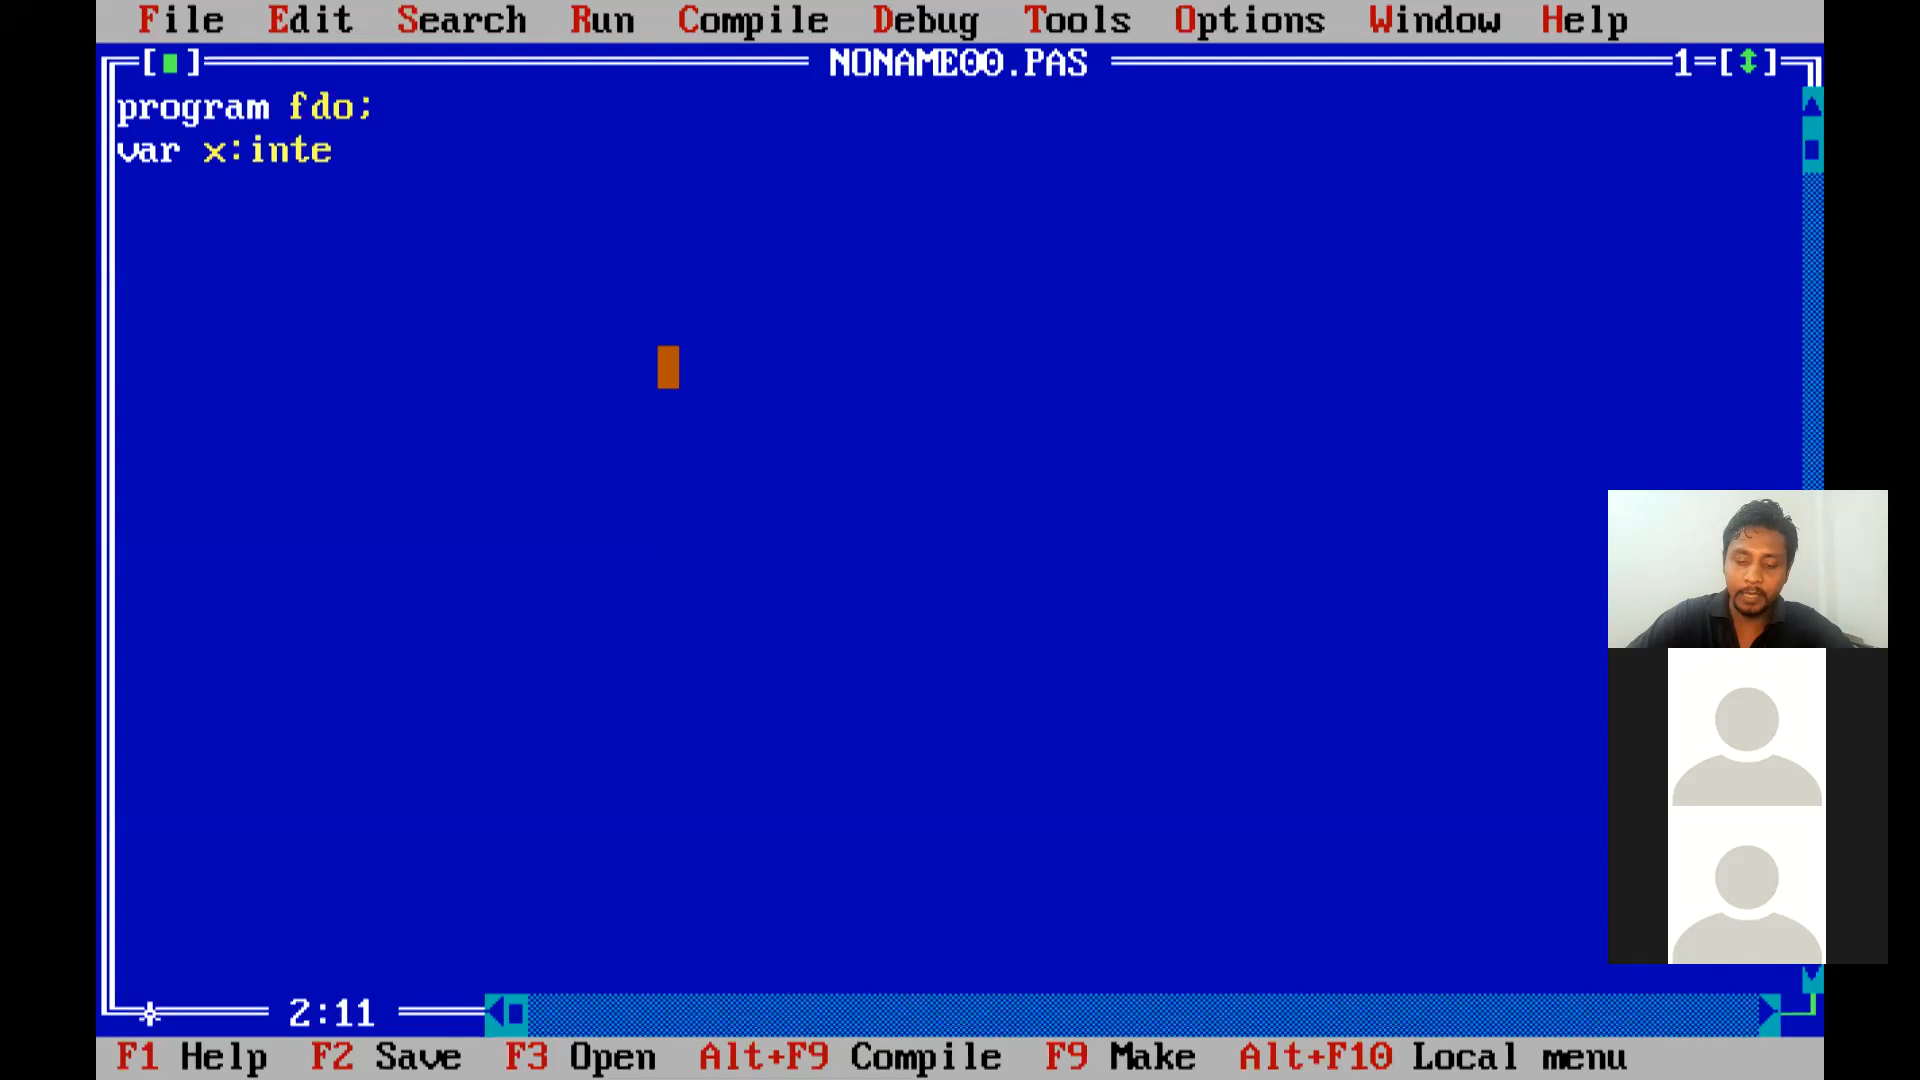 File Edit Search Run Compile Debug Tools Options Window Help
[■] NONAME00.PAS 1=[↕]
program fdo;
var x:inte
2:11
F1 Help F2 Save F3 Open Alt+F9 Compile F9 Make Alt+F10 Local menu